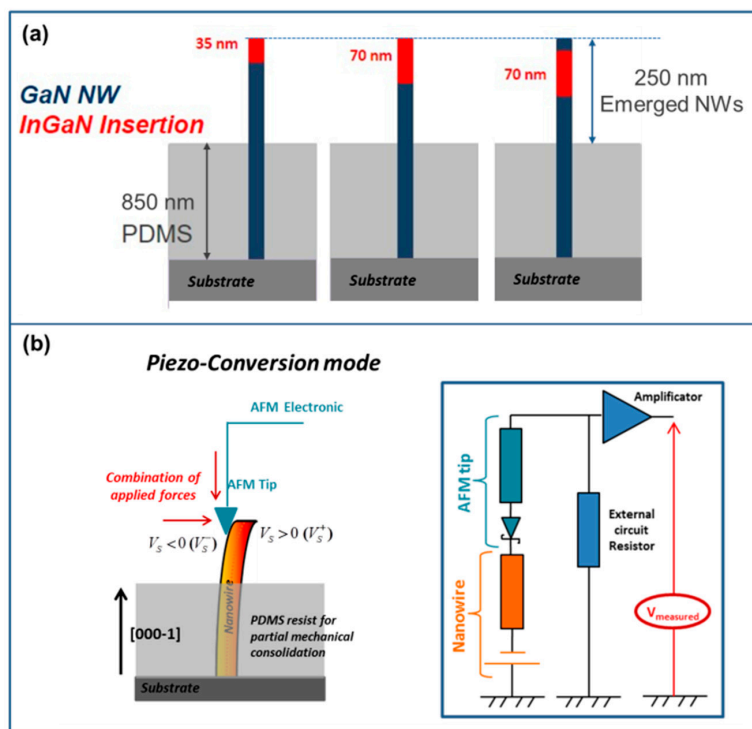 (a)
35 nm
70 nm
70 nm
250 nm
Emerged NWs
GaN NW
InGaN Insertion
850 nm
PDMS
Substrate
Substrate
Substrate
(b)
Piezo-Conversion mode
AFM Electronic
Combination of
applied forces
AFM Tip
V_S<0 (V_S^-)
V_S>0 (V_S^+)
Nanowire
[000-1]
PDMS resist for
partial mechanical
consolidation
Substrate
Amplificator
AFM tip
External
circuit
Resistor
Nanowire
V_measured